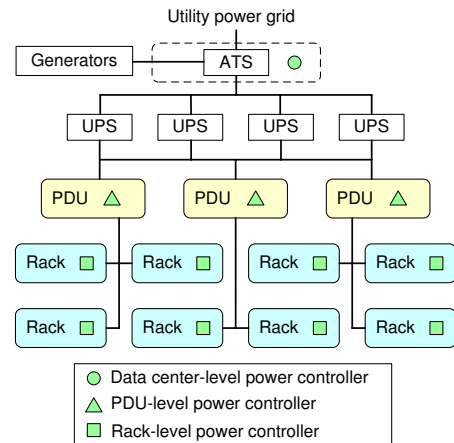 Utility power grid
Generators
ATS
UPS UPS UPS UPS
PDU PDU PDU
Rack Rack Rack Rack
Rack Rack Rack Rack
Data center-level power controller
PDU-level power controller
Rack-level power controller